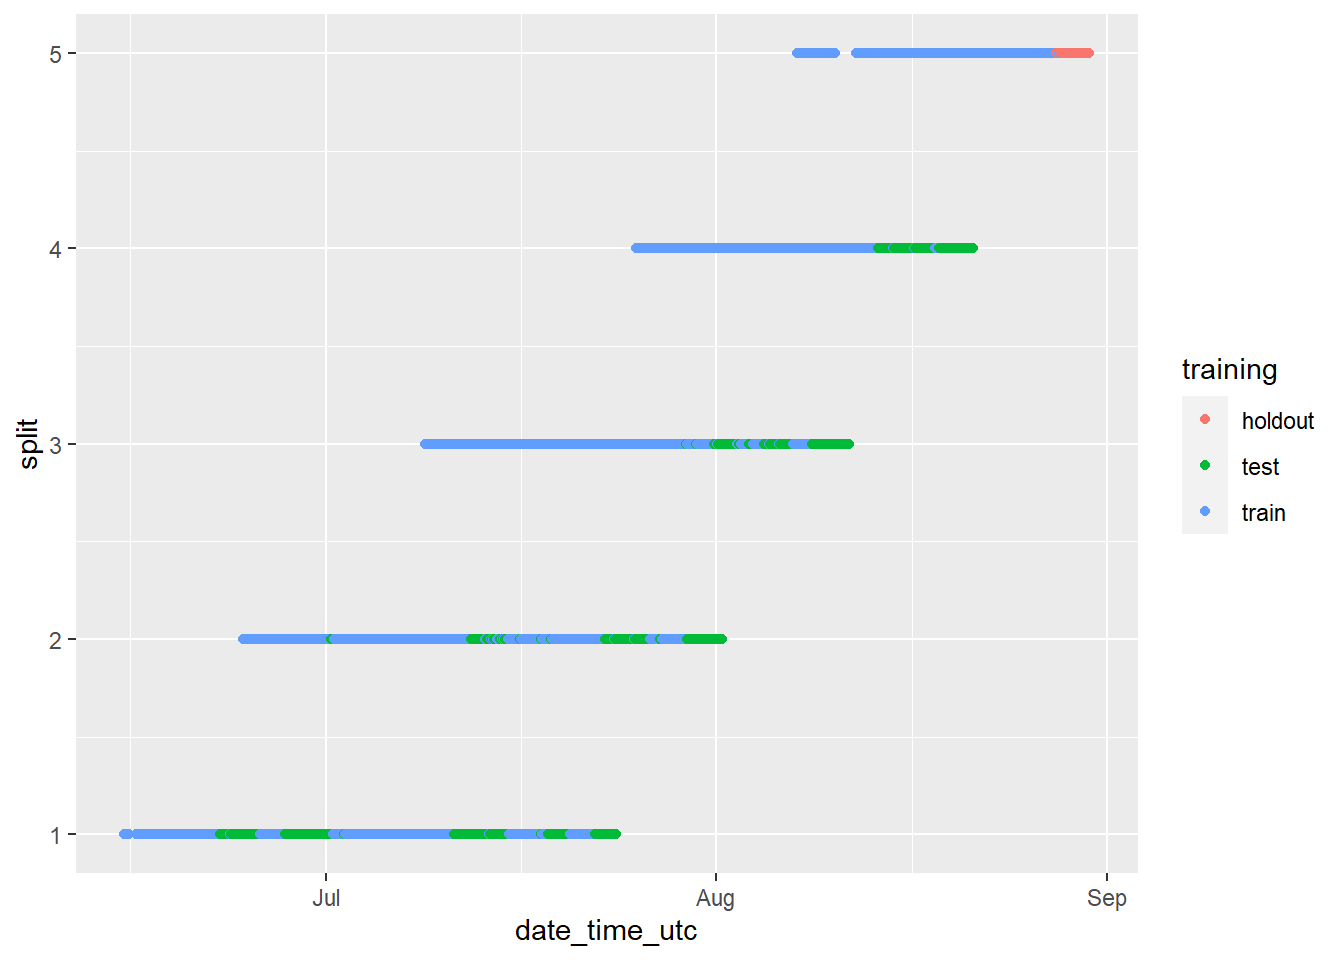 5
4
3
2
1
split
Jul
Aug
Sep
date_time_utc
training
holdout
test
train